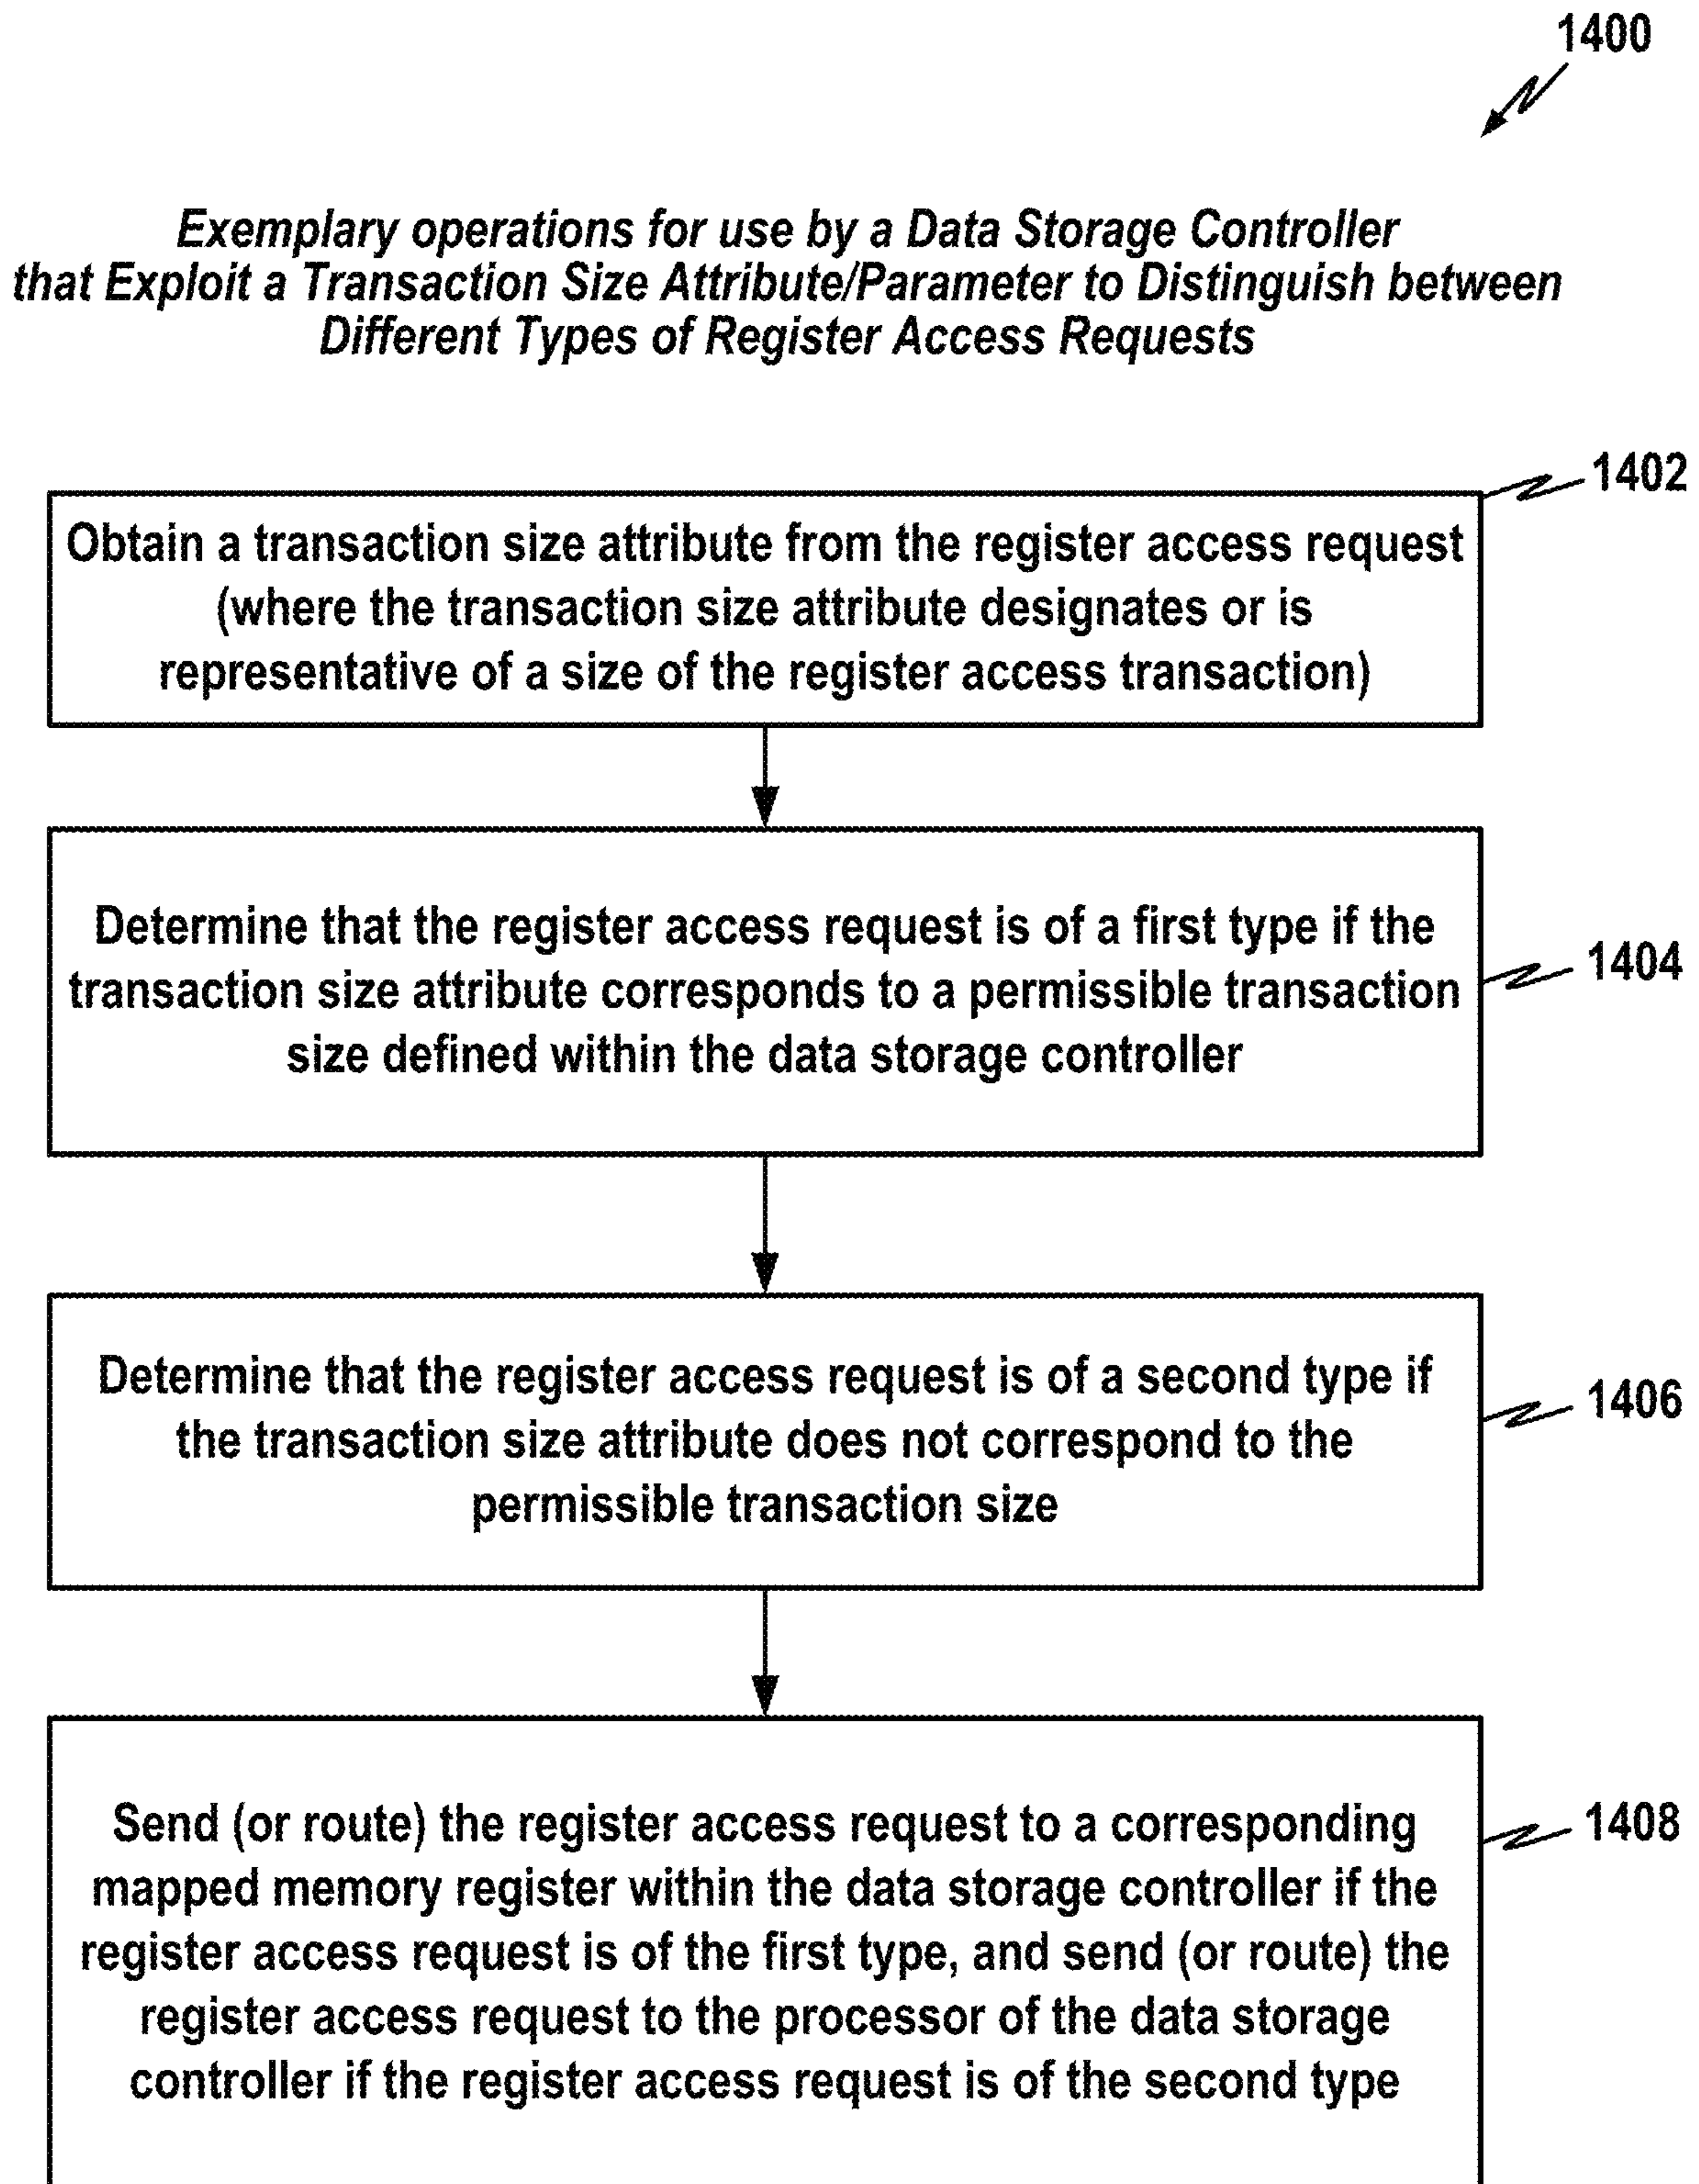 1400
Exemplary operations for use by a Data Storage Controller
that Exploit a Transaction Size Attribute/Parameter to Distinguish between
Different Types of Register Access Requests
1402
Obtain a transaction size attribute from the register access request
(where the transaction size attribute designates or is
representative of a size of the register access transaction)
Determine that the register access request is of a first type if the
transaction size attribute corresponds to a permissible transaction
size defined within the data storage controller
1404
Determine that the register access request is of a second type if
the transaction size attribute does not correspond to the
permissible transaction size
1406
Send (or route) the register access request to a corresponding
mapped memory register within the data storage controller if the
register access request is of the first type, and send (or route) the
register access request to the processor of the data storage
controller if the register access request is of the second type
1408